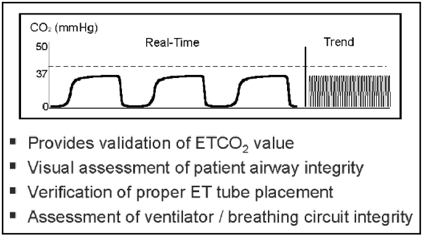 CO₂ (mmHg)
50
Real-Time
Trend
37
0
▪ Provides validation of ETCO₂ value
▪ Visual assessment of patient airway integrity
▪ Verification of proper ET tube placement
▪ Assessment of ventilator / breathing circuit integrity